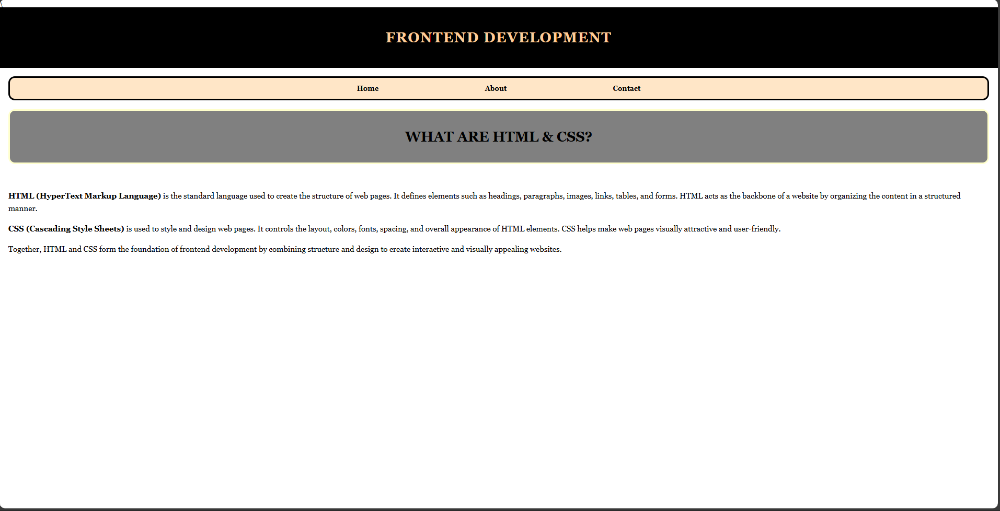 FRONTEND DEVELOPMENT
Home About Contact
WHAT ARE HTML & CSS?
HTML (HyperText Markup Language) is the standard language used to create the structure of web pages. It defines elements such as headings, paragraphs, images, links, tables, and forms. HTML acts as the backbone of a website by organizing the content in a structured
manner.
CSS (Cascading Style Sheets) is used to style and design web pages. It controls the layout, colors, fonts, spacing, and overall appearance of HTML elements. CSS helps make web pages visually attractive and user-friendly.
Together, HTML and CSS form the foundation of frontend development by combining structure and design to create interactive and visually appealing websites.